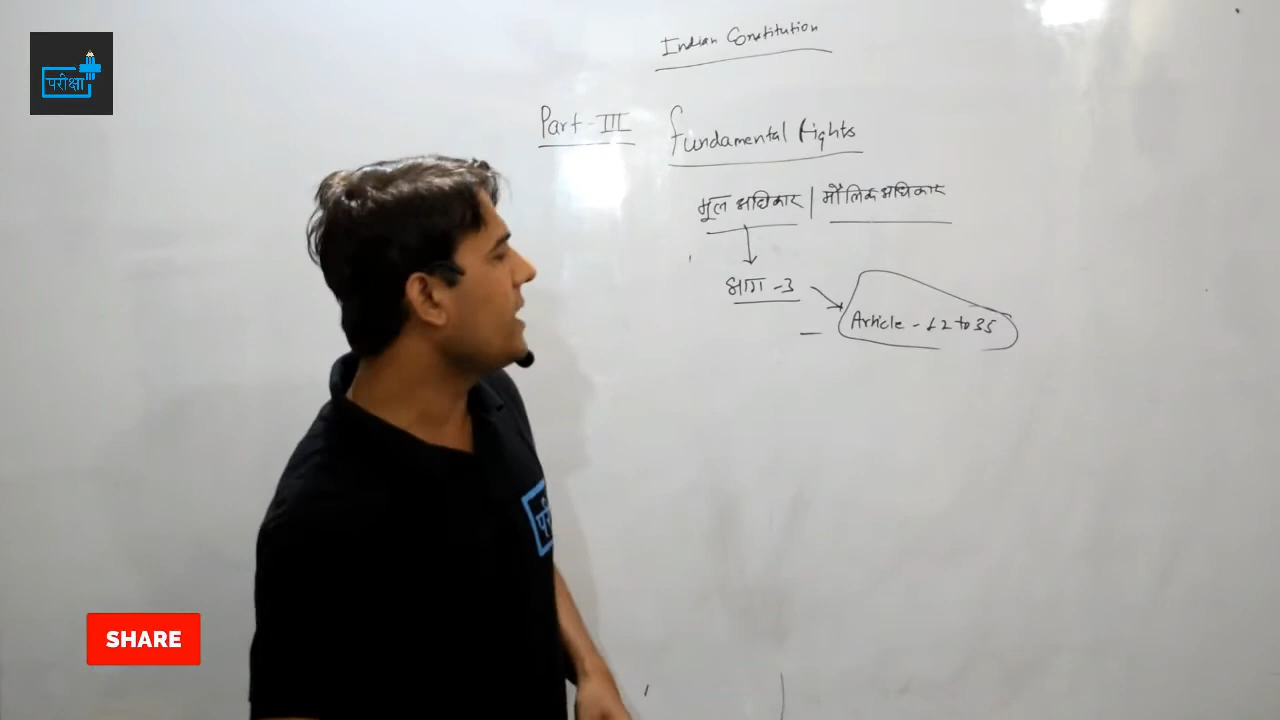 परीक्षा
Indian Constitution
Part-III Fundamental Rights
मूल अधिकार | मौलिक अधिकार
भाग -3
Article - 12 to 35
SHARE